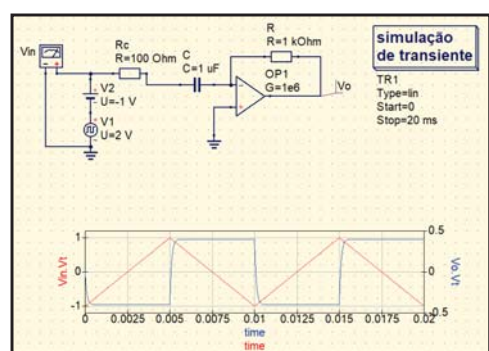 Vin
Rc
R=100 Ohm
C
C=1 uF
R
R=1 kOhm
OP1
G=1e6
Vo
V2
U=-1 V
V1
U=2 V
simulação
de transiente
TR1
Type=lin
Start=0
Stop=20 ms
1
0
-1
Vin.Vt
0.5
0
0.5
Vo.Vt
0
0.0025
0.005
0.0075
0.01
0.0125
0.015
0.0175
0.02
time
time